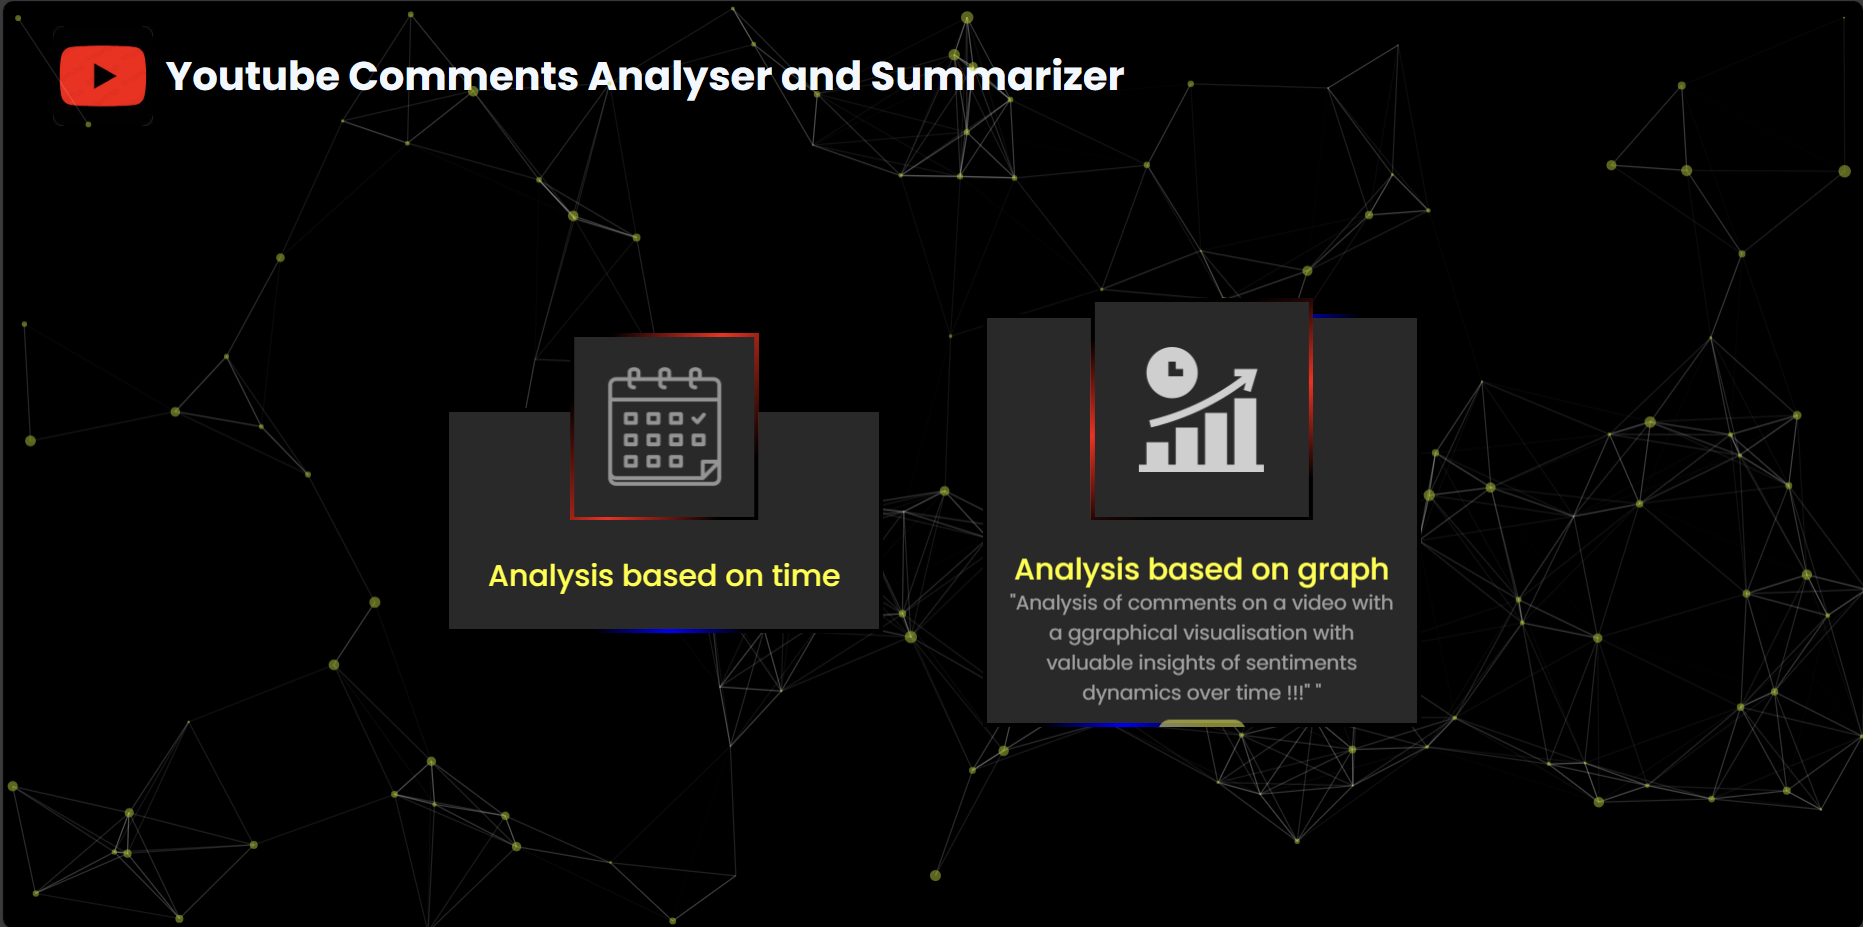 Youtube Comments Analyser and Summarizer
Analysis based on time
Analysis based on graph
"Analysis of comments on a video with
a ggraphical visualisation with
valuable insights of sentiments
dynamics over time !!!" "